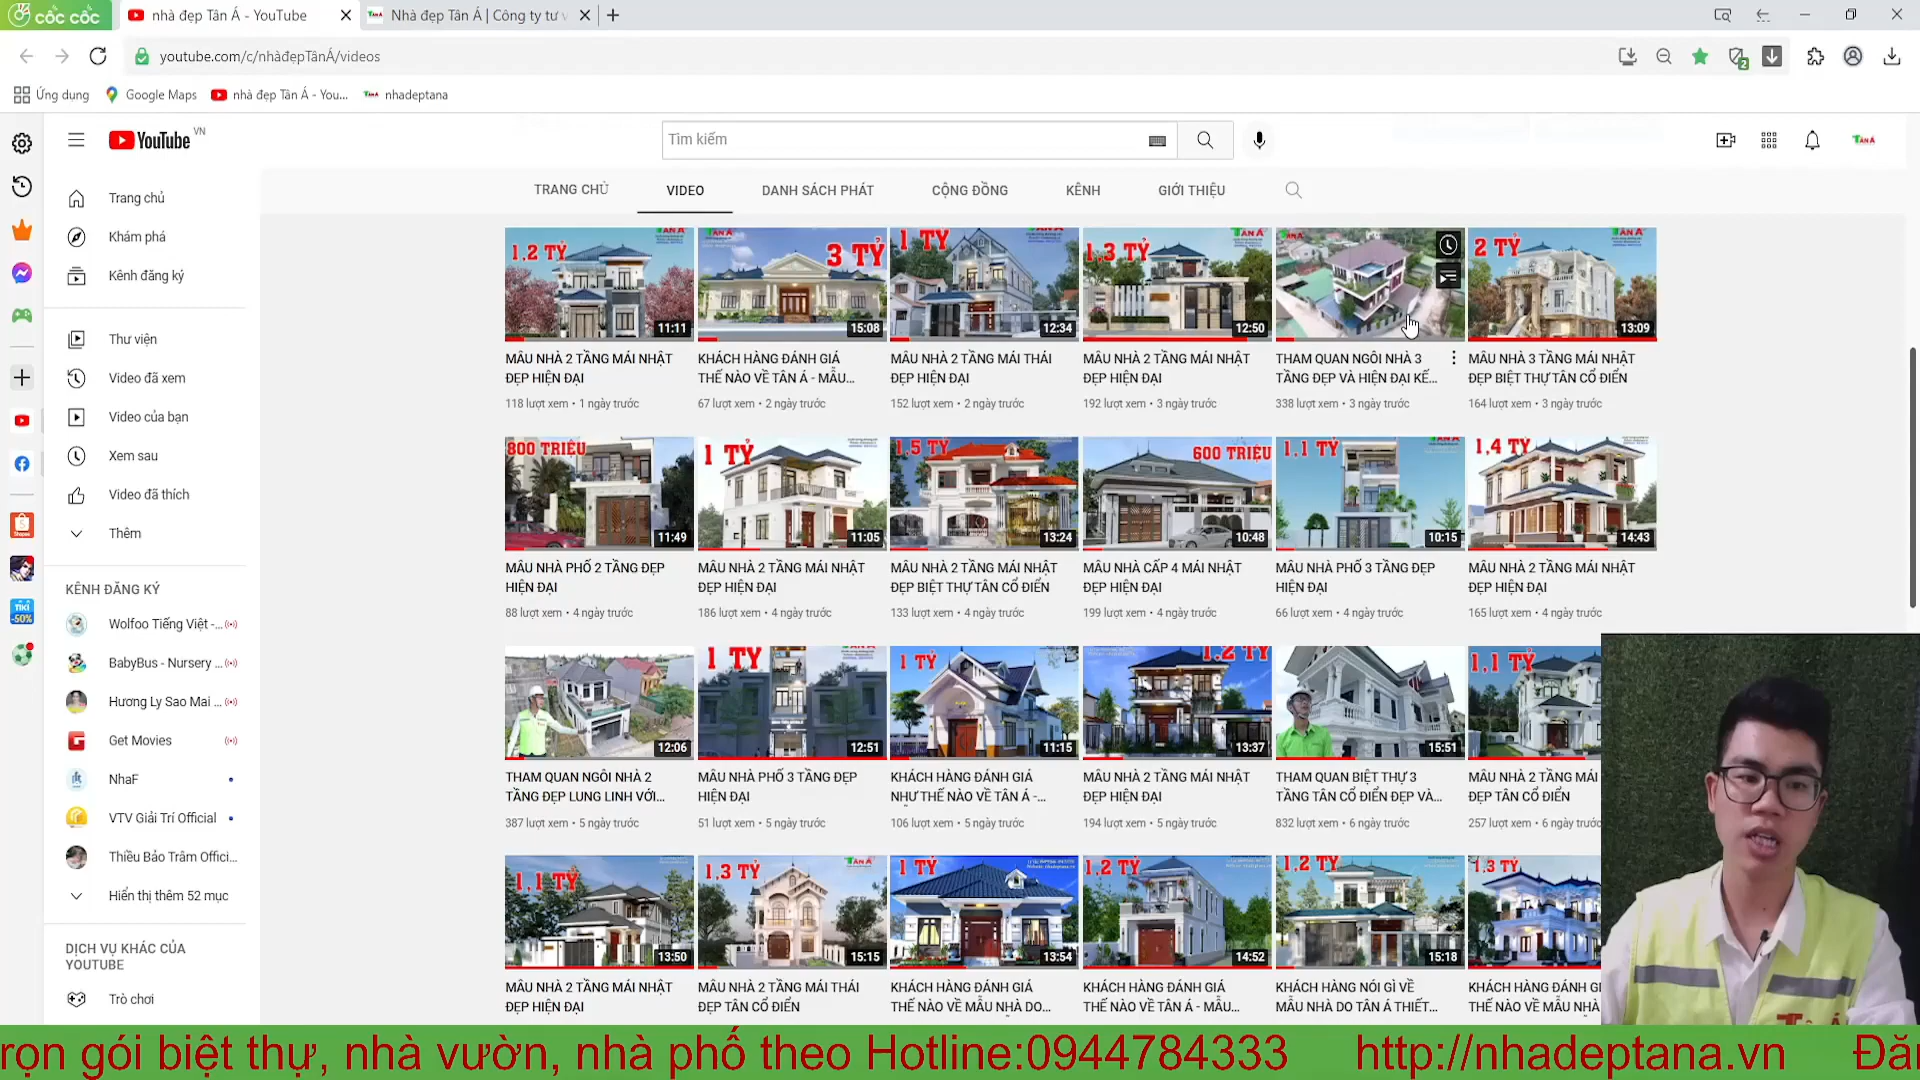 cốc cốc
nhà đẹp Tân Á - YouTube
Nhà đẹp Tân Á | Công ty tư v
youtube.com/c/nhàđẹpTânÁ/videos
2
Ứng dụng
Google Maps
nhà đẹp Tân Á - You...
nhadeptana
YouTube VN
Tìm kiếm
TÂN Á
TRANG CHỦ
VIDEO
DANH SÁCH PHÁT
CỘNG ĐỒNG
KÊNH
GIỚI THIỆU
Trang chủ
Khám phá
Kênh đăng ký
Thư viện
Video đã xem
Video của bạn
Xem sau
Video đã thích
Thêm
KÊNH ĐĂNG KÝ
Wolfoo Tiếng Việt -...
BabyBus - Nursery ...
Hương Ly Sao Mai ...
Get Movies
NhaF
VTV Giải Trí Official
Thiều Bảo Trâm Offici...
Hiển thị thêm 52 mục
DỊCH VỤ KHÁC CỦA
YOUTUBE
Trò chơi
TIKI
-50%
1,2 TỶ
11:11
3 TỶ
15:08
1 TỶ
12:34
1,3 TỶ
12:50
2 TỶ
13:09
MẪU NHÀ 2 TẦNG MÁI NHẬT
ĐẸP HIỆN ĐẠI
118 lượt xem • 1 ngày trước
KHÁCH HÀNG ĐÁNH GIÁ
THẾ NÀO VỀ TÂN Á - MẪU...
67 lượt xem • 2 ngày trước
MẪU NHÀ 2 TẦNG MÁI THÁI
ĐẸP HIỆN ĐẠI
152 lượt xem • 2 ngày trước
MẪU NHÀ 2 TẦNG MÁI NHẬT
ĐẸP HIỆN ĐẠI
192 lượt xem • 3 ngày trước
THAM QUAN NGÔI NHÀ 3
TẦNG ĐẸP VÀ HIỆN ĐẠI KẾ...
338 lượt xem • 3 ngày trước
MẪU NHÀ 3 TẦNG MÁI NHẬT
ĐẸP BIỆT THỰ TÂN CỔ ĐIỂN
164 lượt xem • 3 ngày trước
800 TRIỆU
11:49
1 TỶ
11:05
1,5 TỶ
13:24
600 TRIỆU
10:48
1,1 TỶ
10:15
1,4 TỶ
14:43
MẪU NHÀ PHỐ 2 TẦNG ĐẸP
HIỆN ĐẠI
88 lượt xem • 4 ngày trước
MẪU NHÀ 2 TẦNG MÁI NHẬT
ĐẸP HIỆN ĐẠI
186 lượt xem • 4 ngày trước
MẪU NHÀ 2 TẦNG MÁI NHẬT
ĐẸP BIỆT THỰ TÂN CỔ ĐIỂN
133 lượt xem • 4 ngày trước
MẪU NHÀ CẤP 4 MÁI NHẬT
ĐẸP HIỆN ĐẠI
199 lượt xem • 4 ngày trước
MẪU NHÀ PHỐ 3 TẦNG ĐẸP
HIỆN ĐẠI
66 lượt xem • 4 ngày trước
MẪU NHÀ 2 TẦNG MÁI NHẬT
ĐẸP HIỆN ĐẠI
165 lượt xem • 4 ngày trước
12:06
1 TỶ
12:51
1 TỶ
11:15
1.2 TỶ
13:37
15:51
1,1 TỶ
THAM QUAN NGÔI NHÀ 2
TẦNG ĐẸP LUNG LINH VỚI...
387 lượt xem • 5 ngày trước
MẪU NHÀ PHỐ 3 TẦNG ĐẸP
HIỆN ĐẠI
51 lượt xem • 5 ngày trước
KHÁCH HÀNG ĐÁNH GIÁ
NHƯ THẾ NÀO VỀ TÂN Á -...
106 lượt xem • 5 ngày trước
MẪU NHÀ 2 TẦNG MÁI NHẬT
ĐẸP HIỆN ĐẠI
194 lượt xem • 5 ngày trước
THAM QUAN BIỆT THỰ 3
TẦNG TÂN CỔ ĐIỂN ĐẸP VÀ...
832 lượt xem • 6 ngày trước
MẪU NHÀ 2 TẦNG MÁI
ĐẸP TÂN CỔ ĐIỂN
257 lượt xem • 6 ngày trước
1,1 TỶ
13:50
1,3 TỶ
15:15
1 TỶ
13:54
1,2 TỶ
14:52
1,2 TỶ
15:18
1,3 TỶ
MẪU NHÀ 2 TẦNG MÁI NHẬT
ĐẸP HIỆN ĐẠI
MẪU NHÀ 2 TẦNG MÁI THÁI
ĐẸP TÂN CỔ ĐIỂN
KHÁCH HÀNG ĐÁNH GIÁ
THẾ NÀO VỀ MẪU NHÀ DO...
KHÁCH HÀNG ĐÁNH GIÁ
THẾ NÀO VỀ TÂN Á - MẪU...
KHÁCH HÀNG NÓI GÌ VỀ
MẪU NHÀ DO TÂN Á THIẾT...
KHÁCH HÀNG ĐÁNH GI
THẾ NÀO VỀ MẪU NHÀ
rọn gói biệt thự, nhà vườn, nhà phố theo Hotline:0944784333 http://nhadeptana.vn Đăn